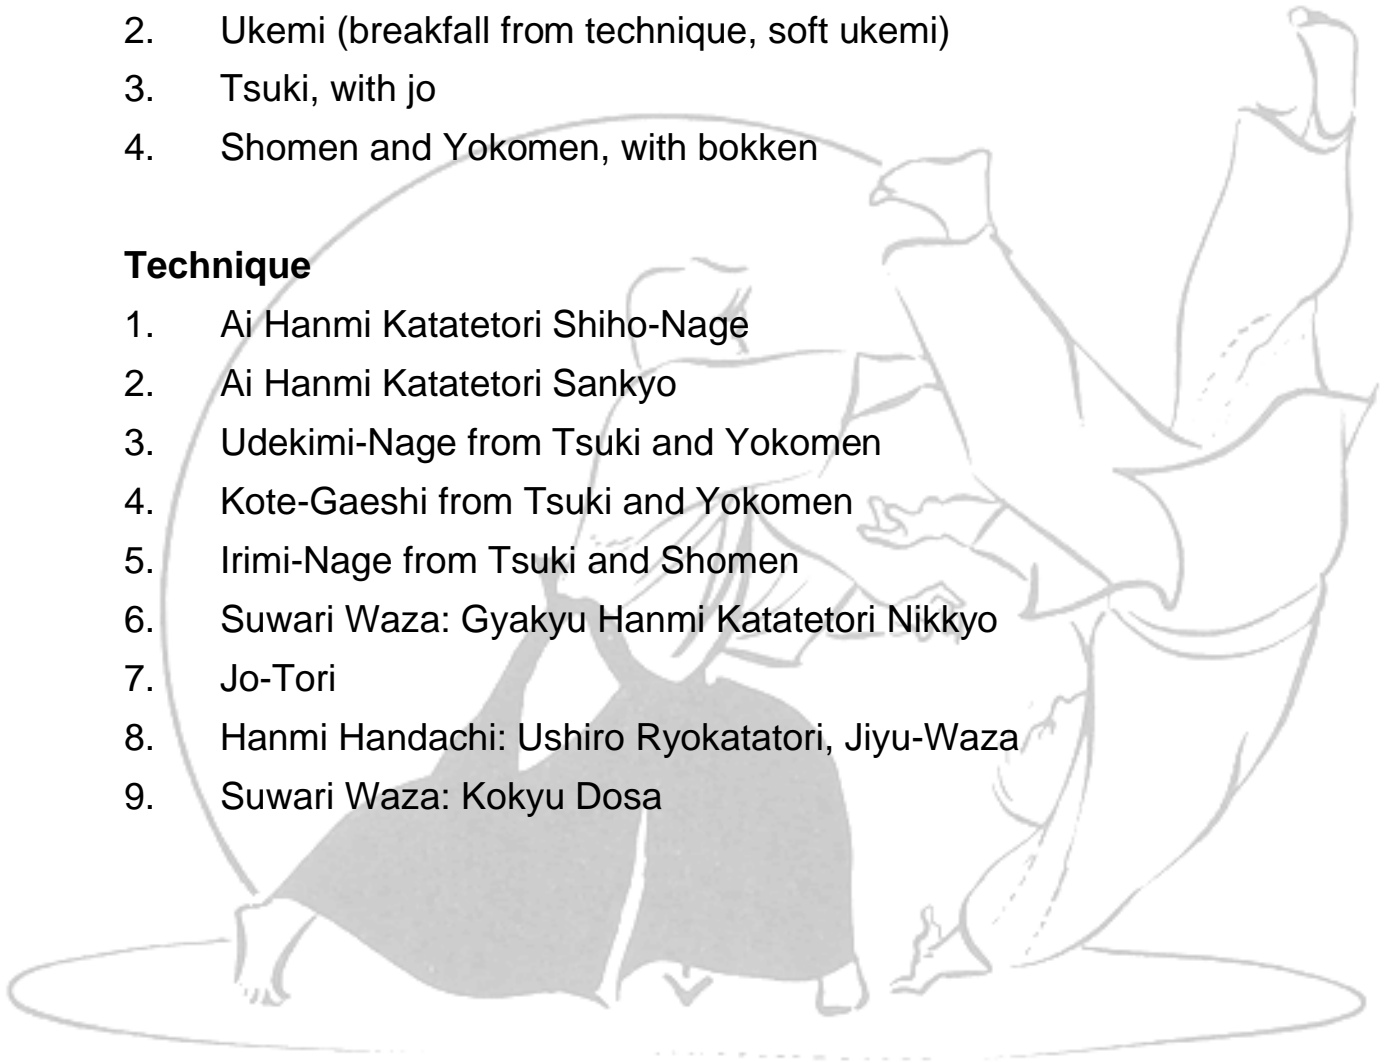 2. Ukemi (breakfall from technique, soft ukemi)
3. Tsuki, with jo
4. Shomen and Yokomen, with bokken
Technique
1. Ai Hanmi Katatetori Shiho-Nage
2. Ai Hanmi Katatetori Sankyo
3. Udekimi-Nage from Tsuki and Yokomen
4. Kote-Gaeshi from Tsuki and Yokomen
5. Irimi-Nage from Tsuki and Shomen
6. Suwari Waza: Gyakyu Hanmi Katatetori Nikkyo
7. Jo-Tori
8. Hanmi Handachi: Ushiro Ryokatatori, Jiyu-Waza
9. Suwari Waza: Kokyu Dosa